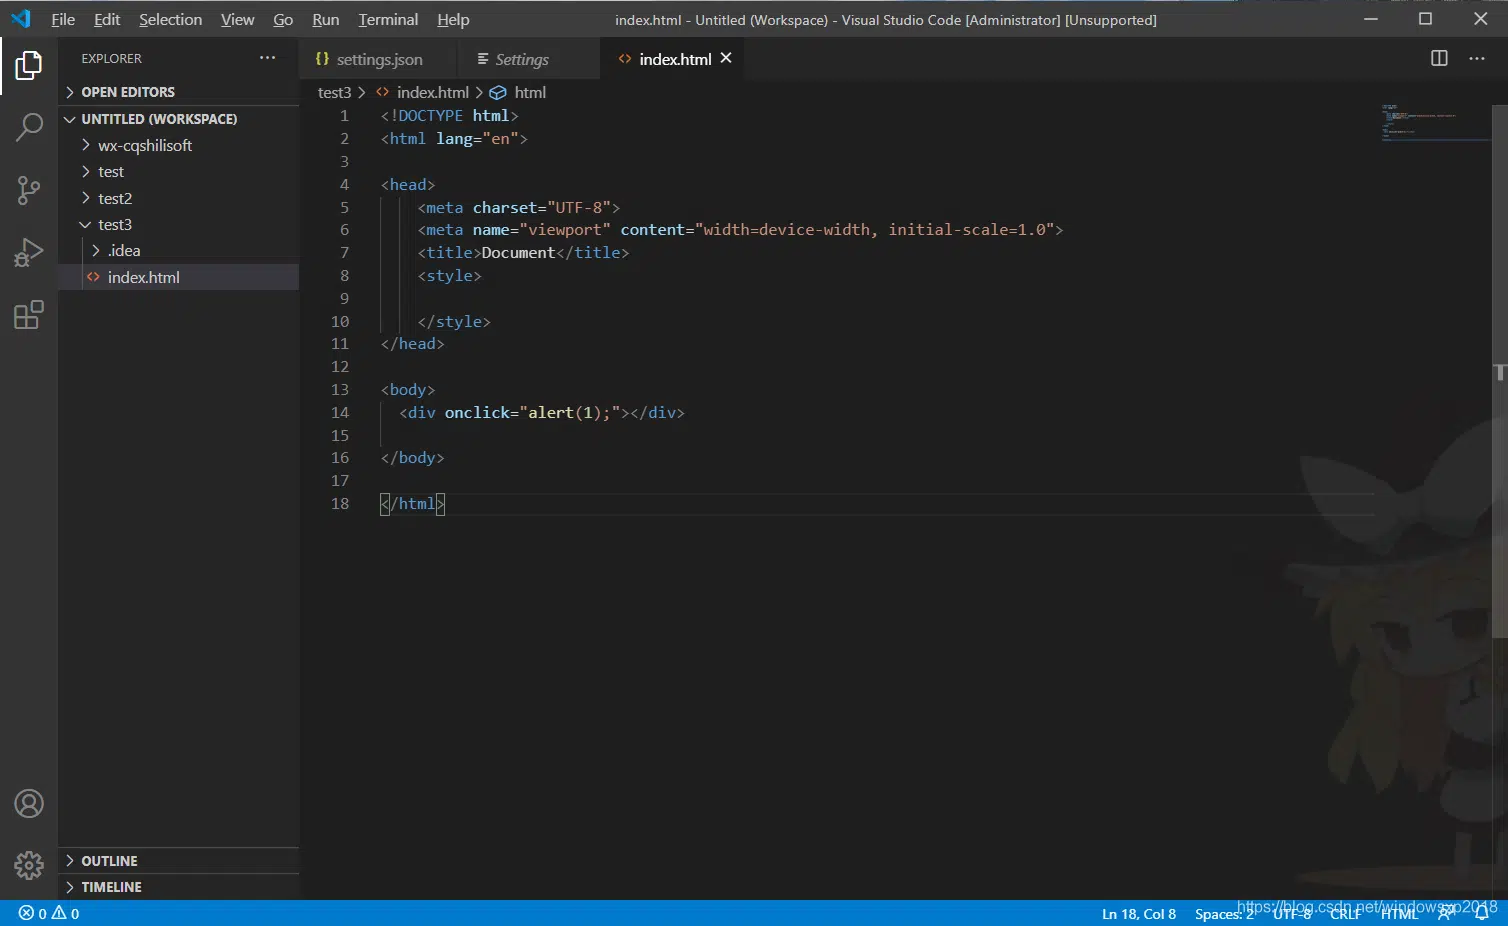 File Edit Selection View Go Run Terminal Help
index.html - Untitled (Workspace) - Visual Studio Code [Administrator] [Unsupported]
EXPLORER
OPEN EDITORS
UNTITLED (WORKSPACE)
wx-cqshilisoft
test
test2
test3
.idea
index.html
OUTLINE
TIMELINE
settings.json
Settings
index.html
test3 > index.html > html
1 <!DOCTYPE html>
2 <html lang="en">
3
4 <head>
5 <meta charset="UTF-8">
6 <meta name="viewport" content="width=device-width, initial-scale=1.0">
7 <title>Document</title>
8 <style>
9
10 </style>
11 </head>
12
13 <body>
14 <div onclick="alert(1);"></div>
15
16 </body>
17
18 </html>
0 0
Ln 18, Col 8 Spaces: 2 UTF-8 CRLF HTML